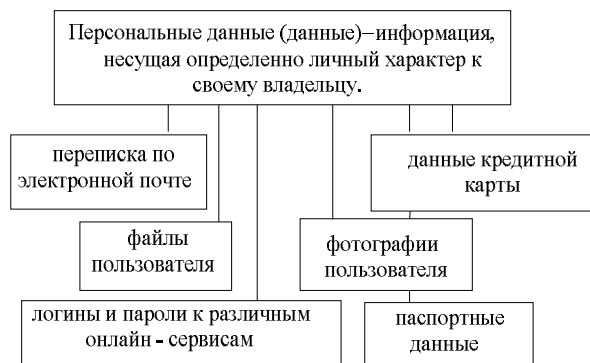 Персональные данные (данные)–информация,
несущая определенно личный характер к
своему владельцу.
переписка по
электронной почте
данные кредитной
карты
файлы
пользователя
фотографии
пользователя
логины и пароли к различным
онлайн - сервисам
паспортные
данные